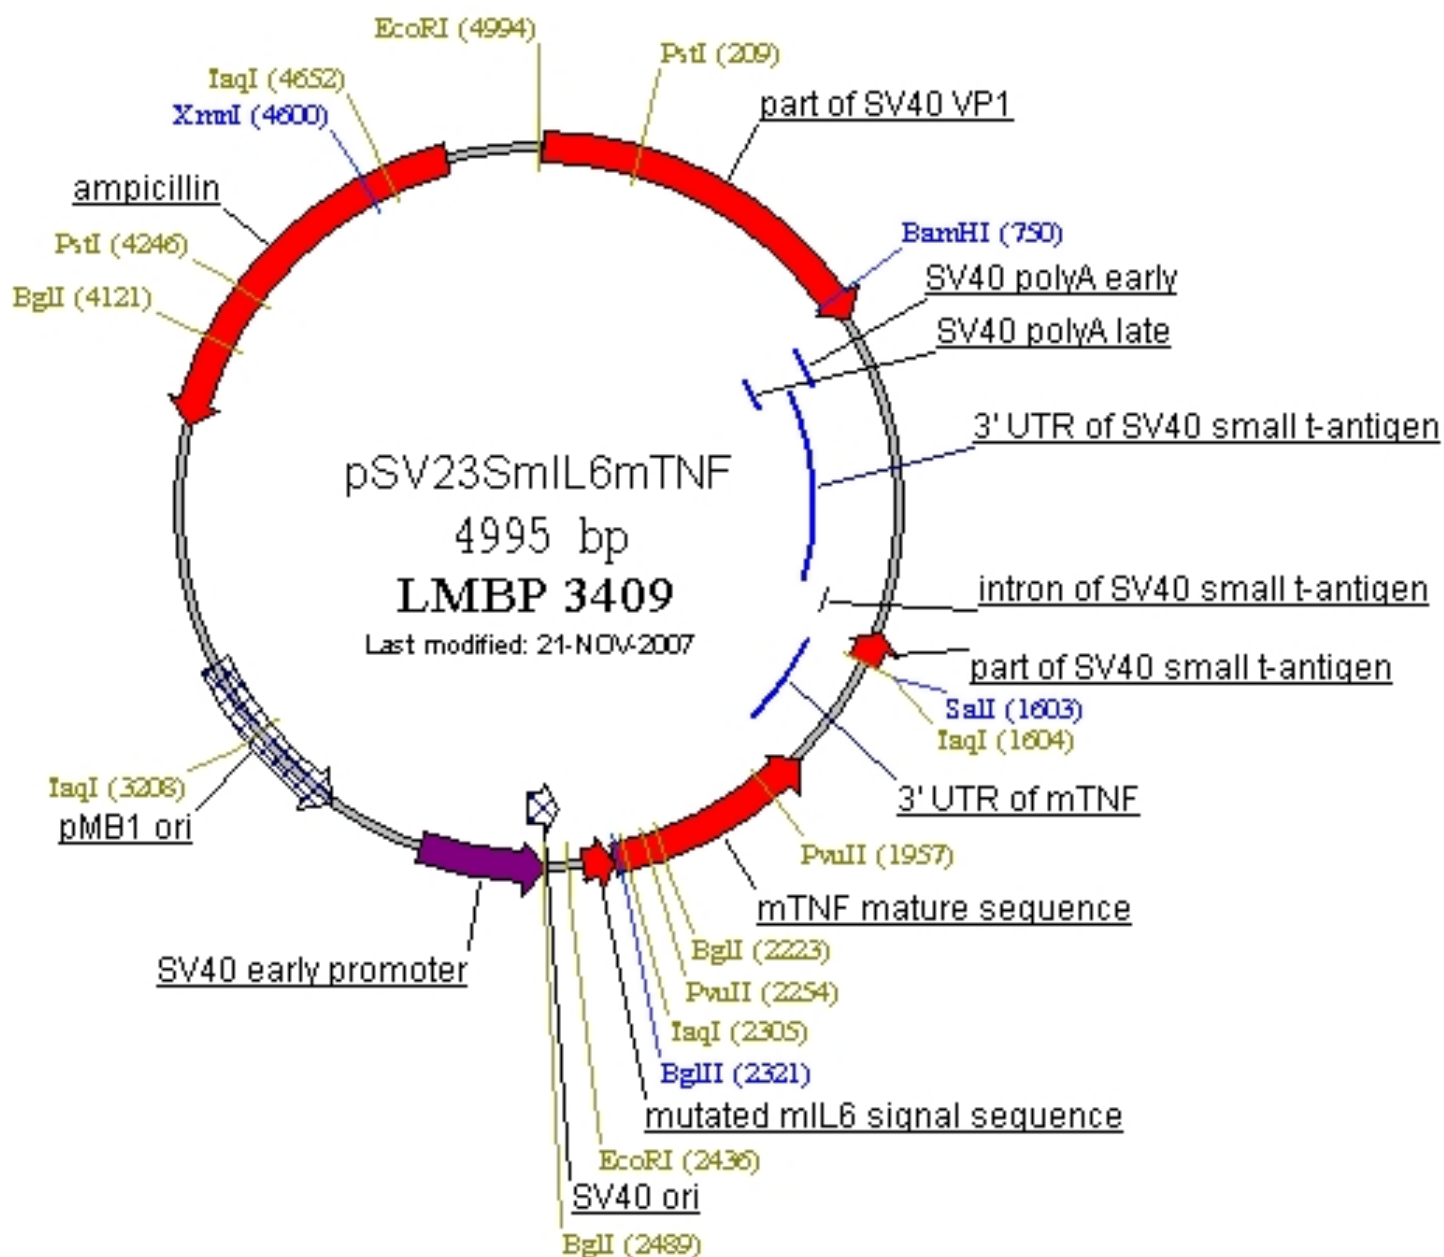 EcoRI (4994)
PstI (209)
TaqI (4652)
part of SV40 VP1
XmnI (4600)
ampicillin
BamHI (750)
PstI (4246)
SV40 polyA early
BglI (4121)
SV40 polyA late
3' UTR of SV40 small t-antigen
pSV23SmIL6mTNF
4995 bp
LMBP 3409
Last modified: 21-NOV-2007
intron of SV40 small t-antigen
part of SV40 small t-antigen
SalI (1603)
TaqI (1604)
TaqI (3208)
3' UTR of mTNF
pMB1 ori
PvuII (1957)
mTNF mature sequence
BglI (2223)
SV40 early promoter
PvuII (2254)
TaqI (2305)
BglII (2321)
mutated mIL6 signal sequence
EcoRI (2436)
SV40 ori
BglI (2489)